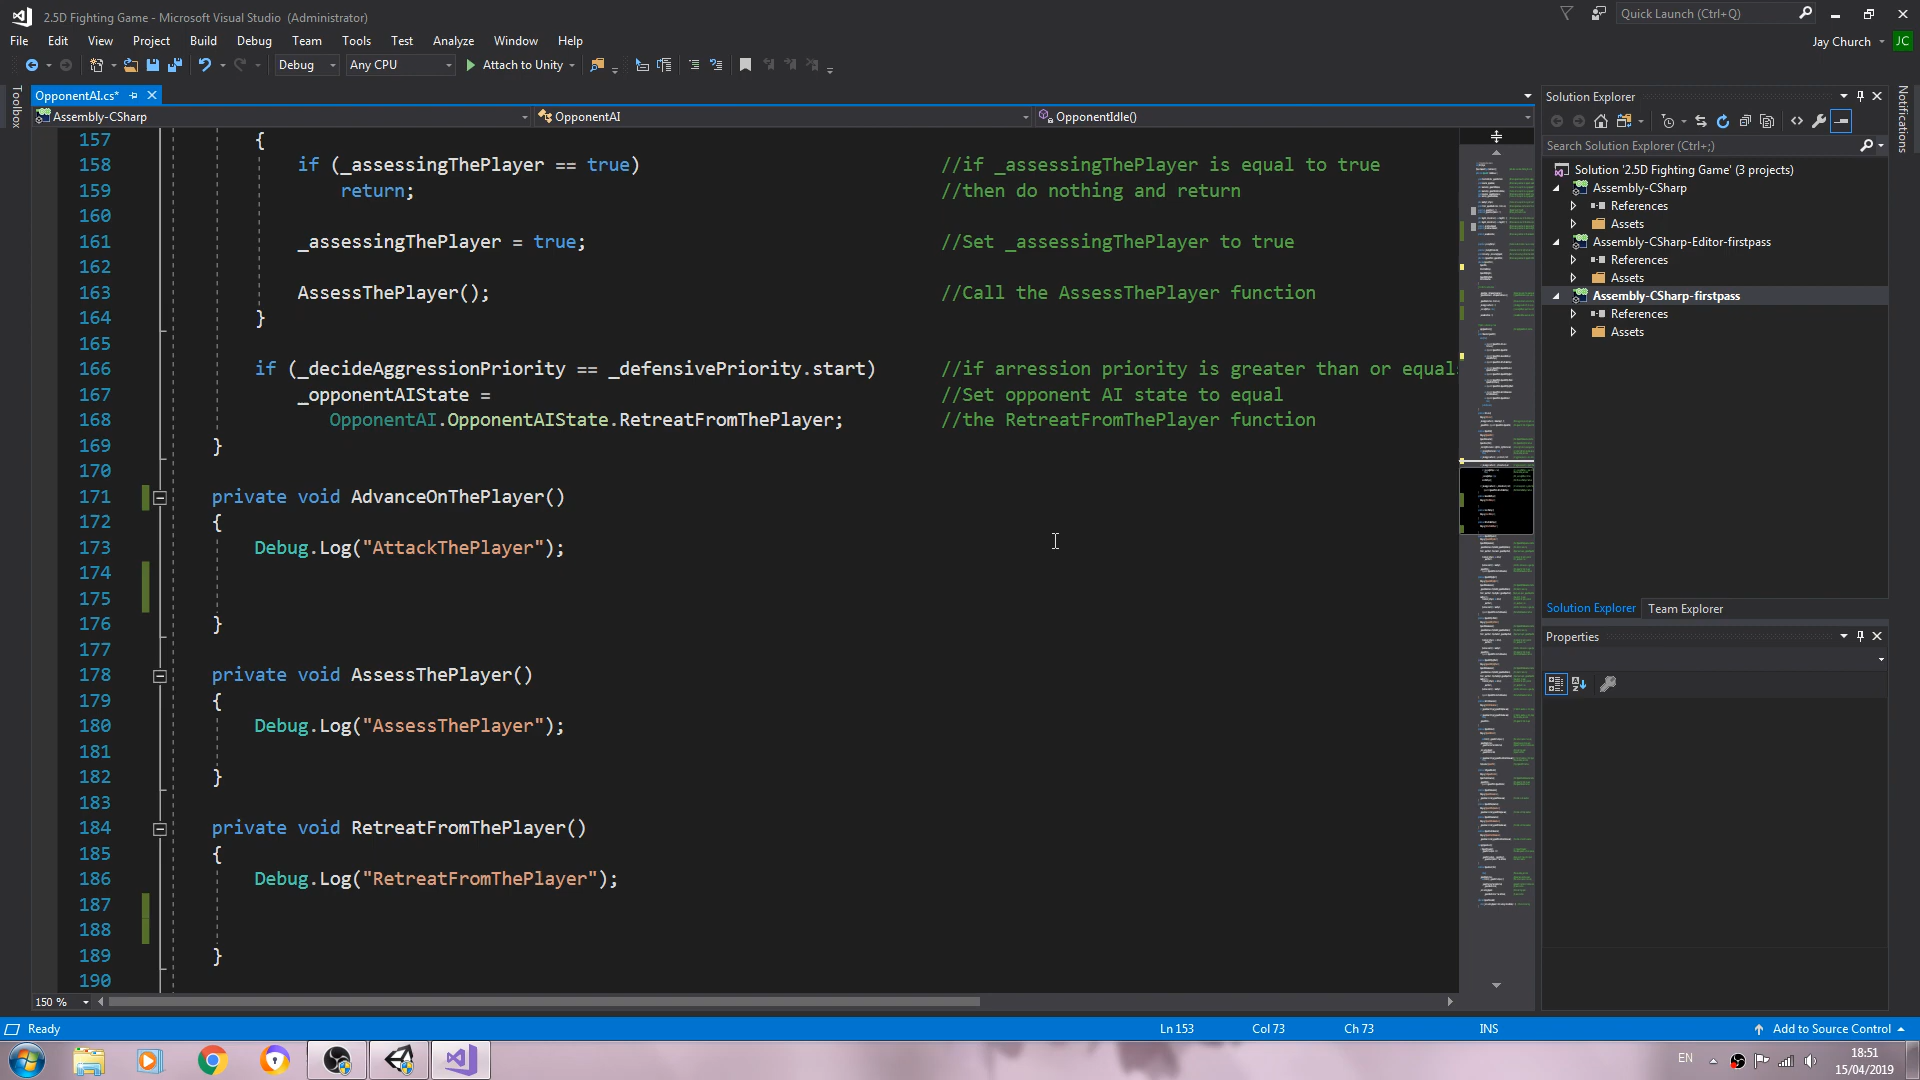 2.5D Fighting Game - Microsoft Visual Studio (Administrator)
Quick Launch (Ctrl+Q)
File Edit View Project Build Debug Team Tools Test Analyze Window Help
Jay Church JC
Debug Any CPU Attach to Unity
Toolbox
OpponentAI.cs*
Assembly-CSharp OpponentAI OpponentIdle()
157 {
158 if (_assessingThePlayer == true) //if _assessingThePlayer is equal to true
159 return; //then do nothing and return
160
161 _assessingThePlayer = true; //Set _assessingThePlayer to true
162
163 AssessThePlayer(); //Call the AssessThePlayer function
164 }
165
166 if (_decideAggressionPriority == _defensivePriority.start) //if arression priority is greater than or equal
167 _opponentAIState = //Set opponent AI state to equal
168 OpponentAI.OpponentAIState.RetreatFromThePlayer; //the RetreatFromThePlayer function
169 }
170
171 private void AdvanceOnThePlayer()
172 {
173 Debug.Log("AttackThePlayer");
174
175
176 }
177
178 private void AssessThePlayer()
179 {
180 Debug.Log("AssessThePlayer");
181
182 }
183
184 private void RetreatFromThePlayer()
185 {
186 Debug.Log("RetreatFromThePlayer");
187
188
189 }
190
150 %
Solution Explorer
Search Solution Explorer (Ctrl+;)
Solution '2.5D Fighting Game' (3 projects)
Assembly-CSharp
References
Assets
Assembly-CSharp-Editor-firstpass
References
Assets
Assembly-CSharp-firstpass
References
Assets
Solution Explorer Team Explorer
Properties
Notifications
Ready Ln 153 Col 73 Ch 73 INS Add to Source Control
EN 18:51
15/04/2019